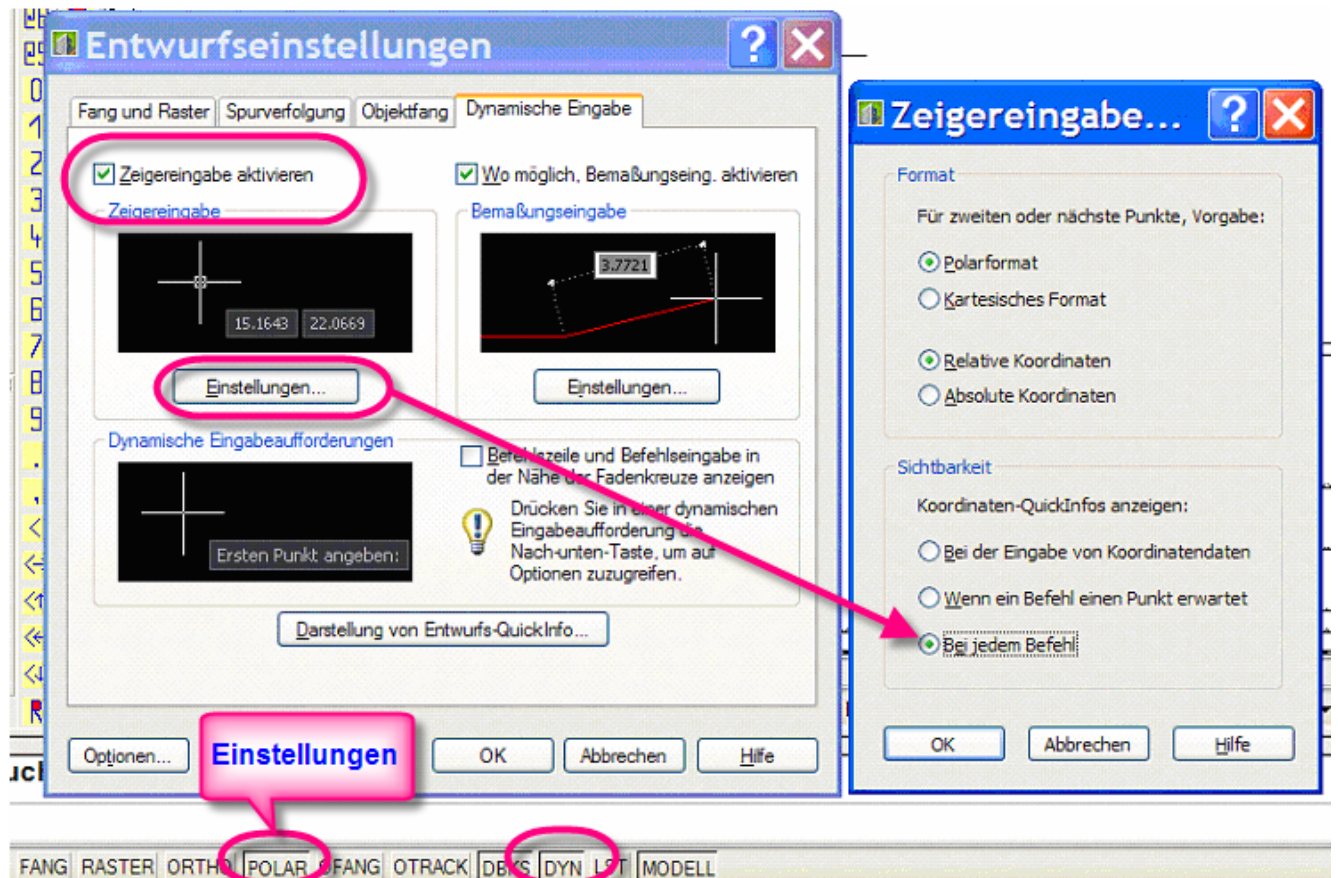 Entwurfseinstellungen
Fang und Raster Spurverfolgung Objektfang Dynamische Eingabe
Zeigereingabe aktivieren
Wo möglich, Bemaßungseing. aktivieren
Zeigereingabe
Bemaßungseingabe
15.1643 22.0669
3.7721
Einstellungen...
Einstellungen...
Dynamische Eingabeaufforderungen
Ersten Punkt angeben:
Befehlszeile und Befehlseingabe in
der Nähe der Fadenkreuze anzeigen
Drücken Sie in einer dynamischen
Eingabeaufforderung die
Nach-unten-Taste, um auf
Optionen zuzugreifen.
Darstellung von Entwurfs-QuickInfo...
Optionen...
OK
Abbrechen
Hilfe
Einstellungen
Zeigereingabe...
Format
Für zweiten oder nächste Punkte, Vorgabe:
Polarformat
Kartesisches Format
Relative Koordinaten
Absolute Koordinaten
Sichtbarkeit
Koordinaten-QuickInfos anzeigen:
Bei der Eingabe von Koordinatendaten
Wenn ein Befehl einen Punkt erwartet
Bei jedem Befehl
OK
Abbrechen
Hilfe
FANG RASTER ORTHO POLAR OFANG OTRACK DBKS DYN LST MODELL